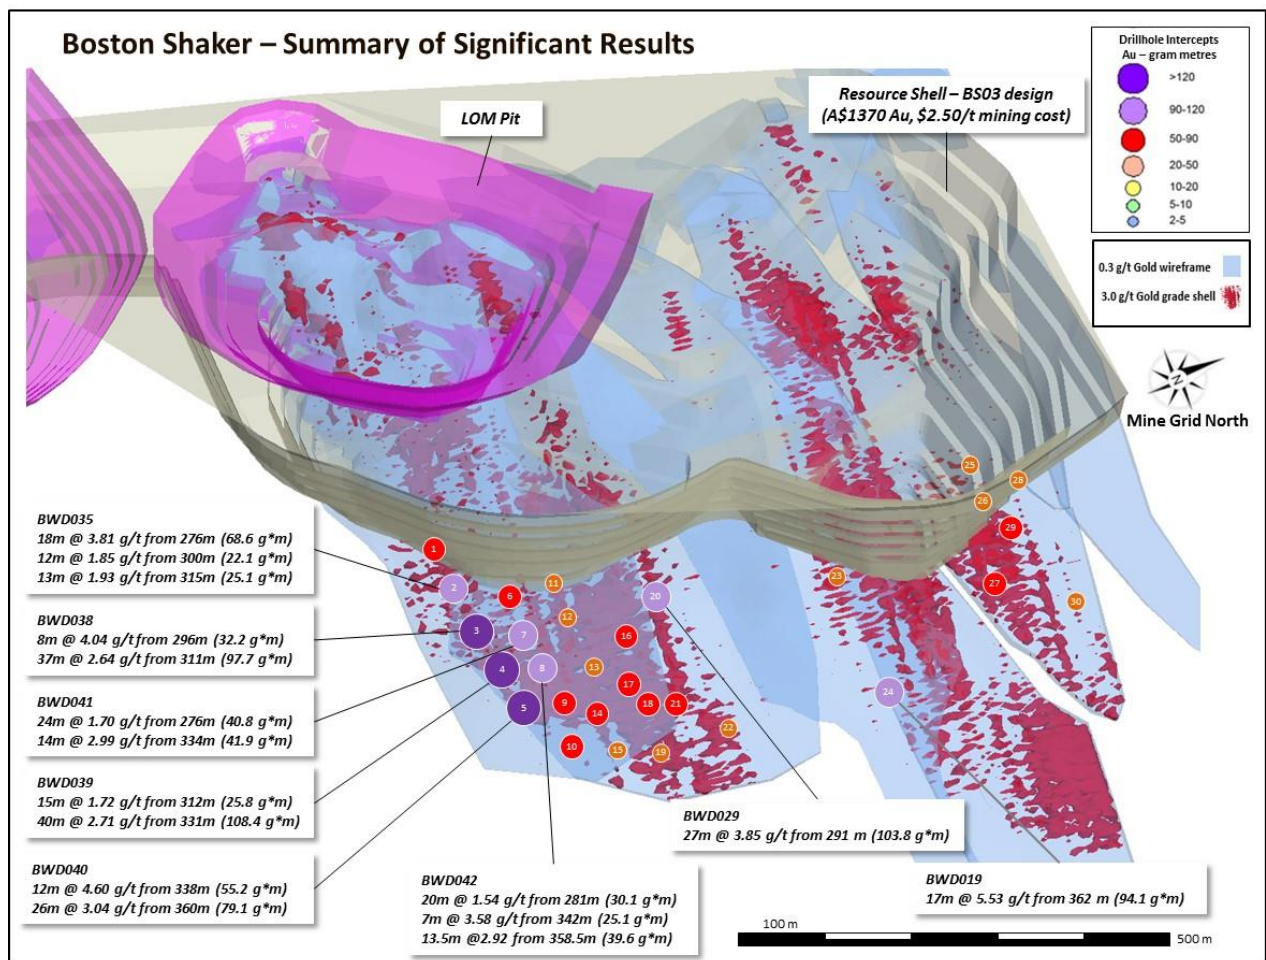 Boston Shaker – Summary of Significant Results
Drillhole Intercepts
Au – gram metres
>120
90-120
50-90
20-50
10-20
5-10
2-5
0.3 g/t Gold wireframe
3.0 g/t Gold grade shell
N
Mine Grid North
LOM Pit
Resource Shell – BS03 design
(A$1370 Au, $2.50/t mining cost)
25
28
26
29
1
2
6
11
23
27
30
20
12
3
7
16
4
8
13
17
24
5
9
14
18
21
22
10
15
19
BWD035
18m @ 3.81 g/t from 276m (68.6 g*m)
12m @ 1.85 g/t from 300m (22.1 g*m)
13m @ 1.93 g/t from 315m (25.1 g*m)
BWD038
8m @ 4.04 g/t from 296m (32.2 g*m)
37m @ 2.64 g/t from 311m (97.7 g*m)
BWD041
24m @ 1.70 g/t from 276m (40.8 g*m)
14m @ 2.99 g/t from 334m (41.9 g*m)
BWD039
15m @ 1.72 g/t from 312m (25.8 g*m)
40m @ 2.71 g/t from 331m (108.4 g*m)
BWD040
12m @ 4.60 g/t from 338m (55.2 g*m)
26m @ 3.04 g/t from 360m (79.1 g*m)
BWD042
20m @ 1.54 g/t from 281m (30.1 g*m)
7m @ 3.58 g/t from 342m (25.1 g*m)
13.5m @2.92 from 358.5m (39.6 g*m)
BWD029
27m @ 3.85 g/t from 291 m (103.8 g*m)
BWD019
17m @ 5.53 g/t from 362 m (94.1 g*m)
100 m
500 m